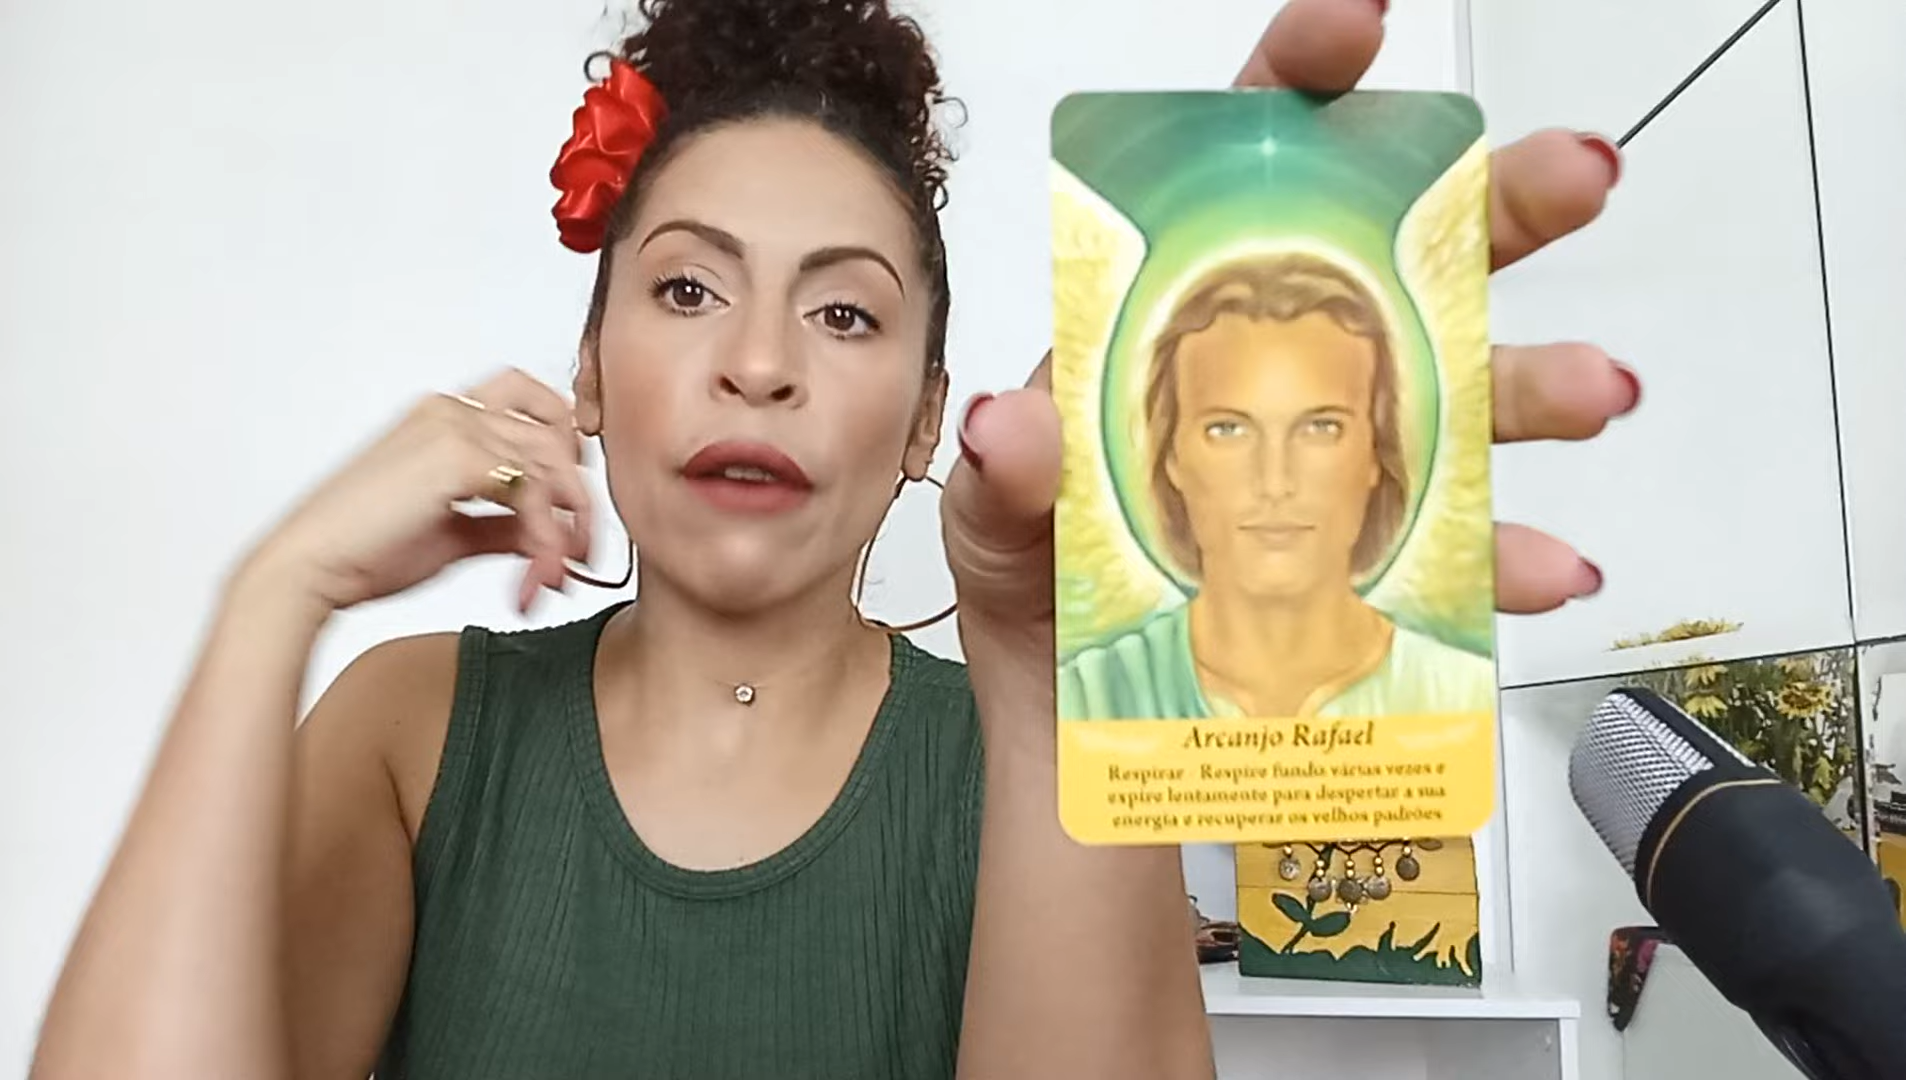 Arcanjo Rafael
Respirar - Respire fundo várias vezes e
expire lentamente para despertar a sua
energia e recuperar os velhos padrões